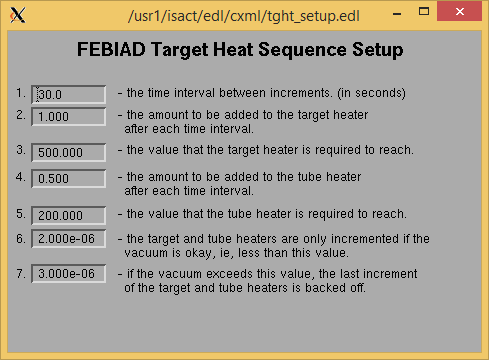 /usr1/isact/edl/cxml/tght_setup.edl
FEBIAD Target Heat Sequence Setup
1. 30.0 - the time interval between increments. (in seconds)
2. 1.000 - the amount to be added to the target heater
after each time interval.
3. 500.000 - the value that the target heater is required to reach.
4. 0.500 - the amount to be added to the tube heater
after each time interval.
5. 200.000 - the value that the tube heater is required to reach.
6. 2.000e-06 - the target and tube heaters are only incremented if the
vacuum is okay, ie, less than this value.
7. 3.000e-06 - if the vacuum exceeds this value, the last increment
of the target and tube heaters is backed off.